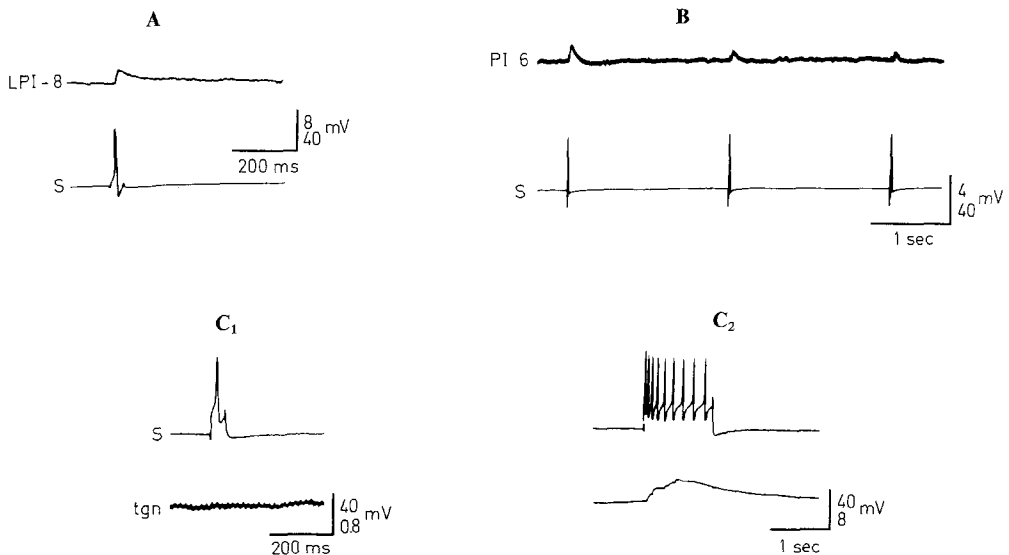 A
LPI-8
8
40 mV
200 ms
S
B
PI 6
S
4
40 mV
1 sec
C₁
S
tgn
40
0.8 mV
200 ms
C₂
40
8 mV
1 sec